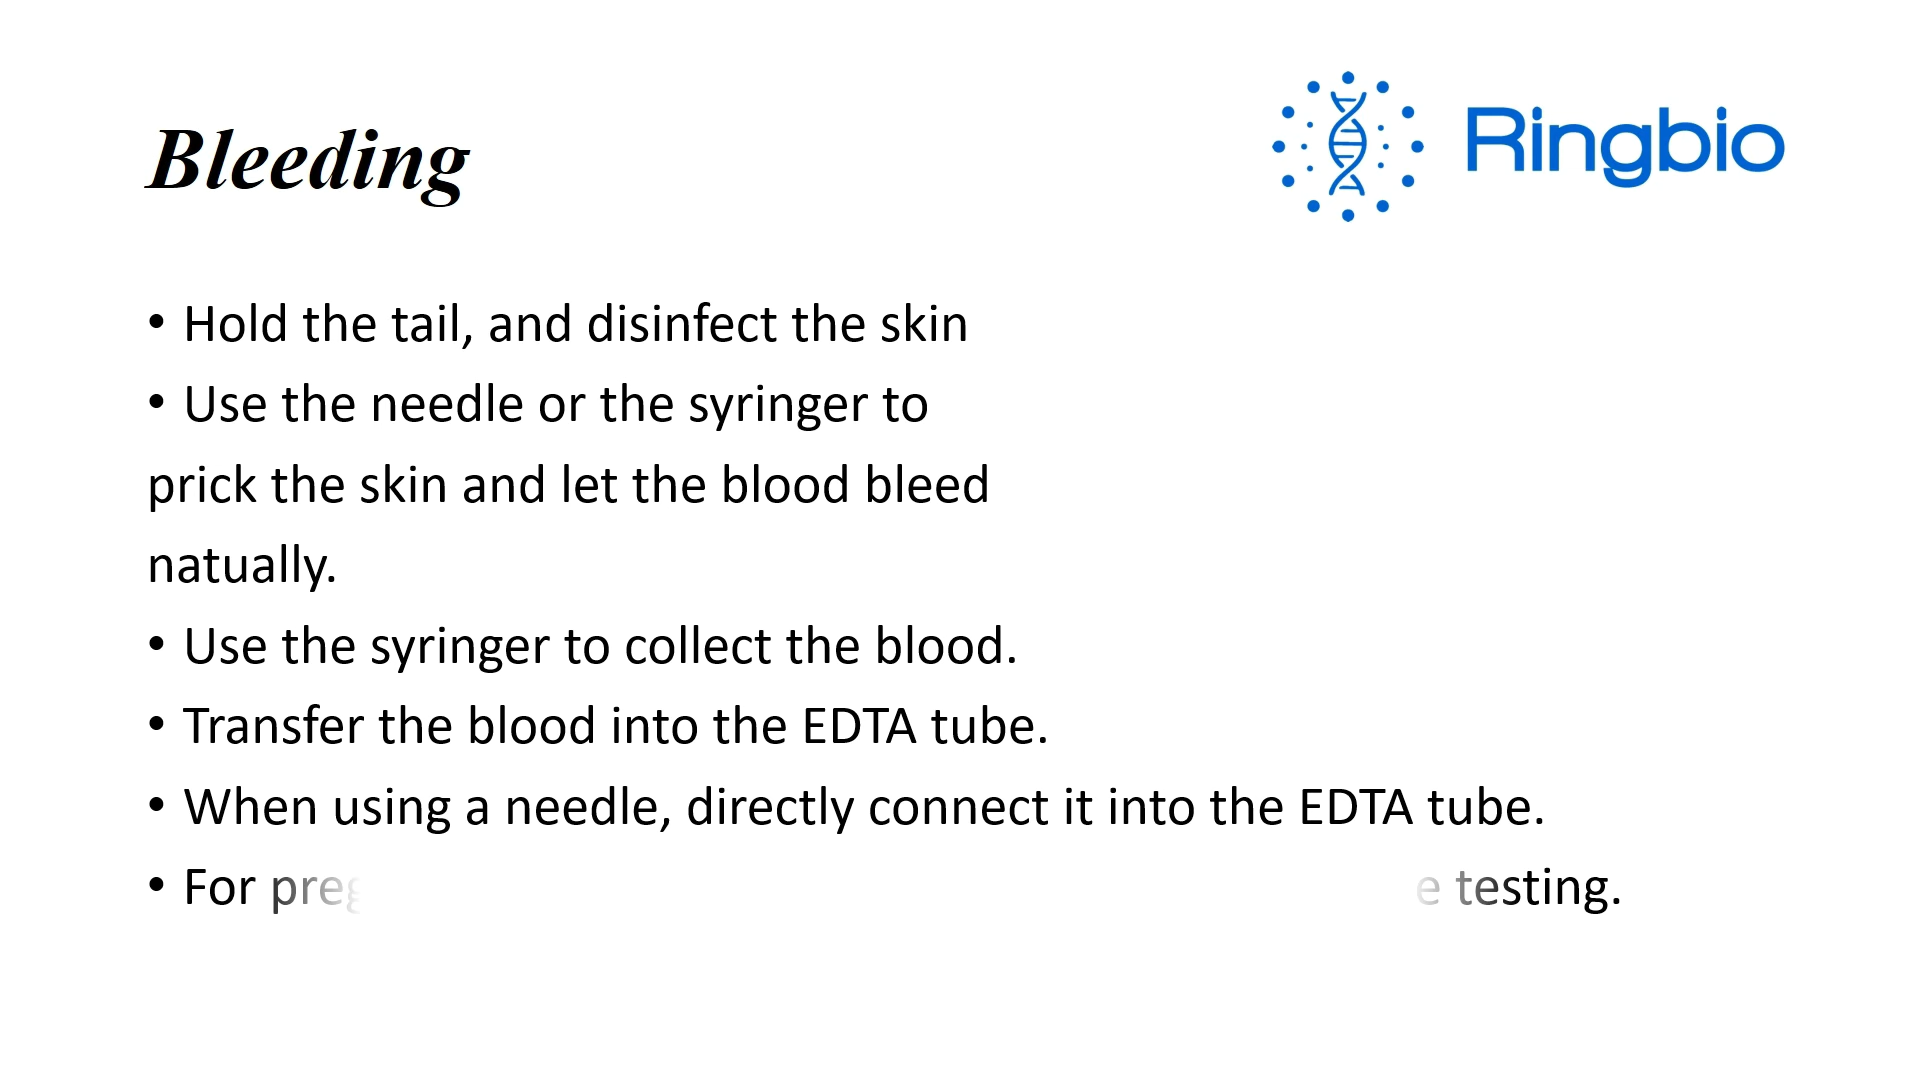 Bleeding
Ringbio
• Hold the tail, and disinfect the skin
• Use the needle or the syringer to
prick the skin and let the blood bleed
natually.
• Use the syringer to collect the blood.
• Transfer the blood into the EDTA tube.
• When using a needle, directly connect it into the EDTA tube.
• For testing.